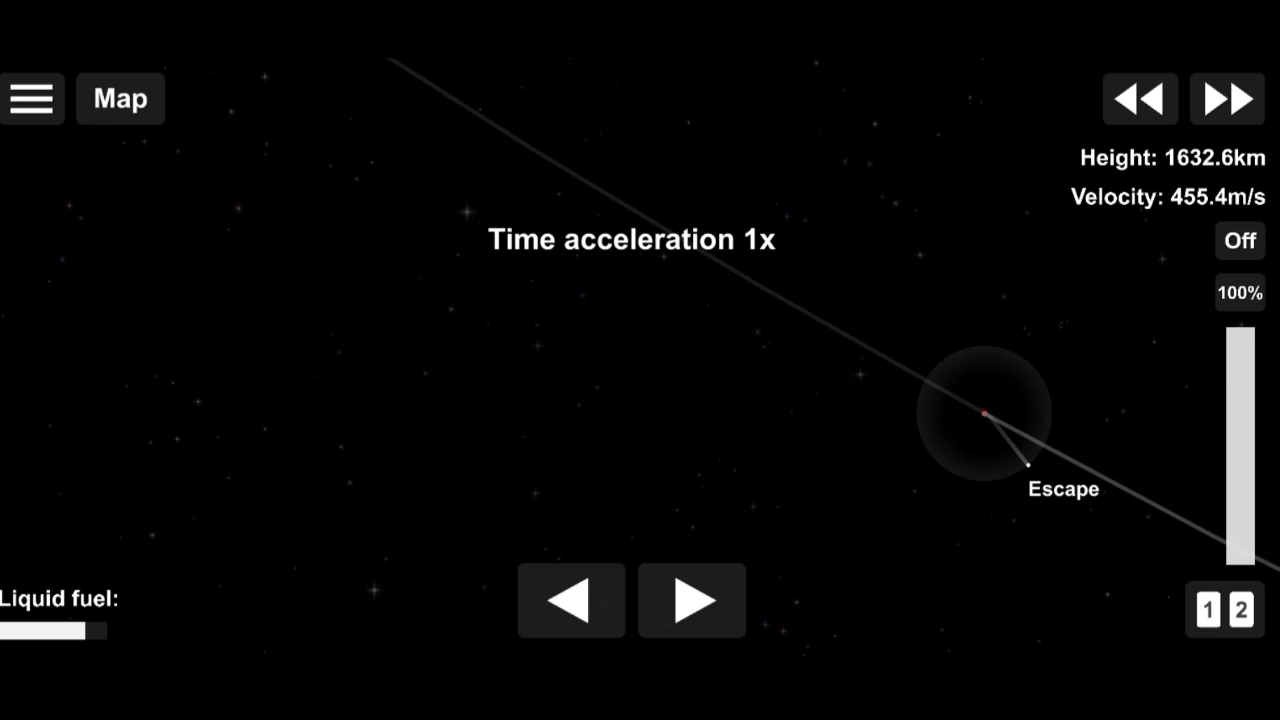 Map
Height: 1632.6km
Velocity: 455.4m/s
Time acceleration 1x
Off
100%
Escape
Liquid fuel:
1 2